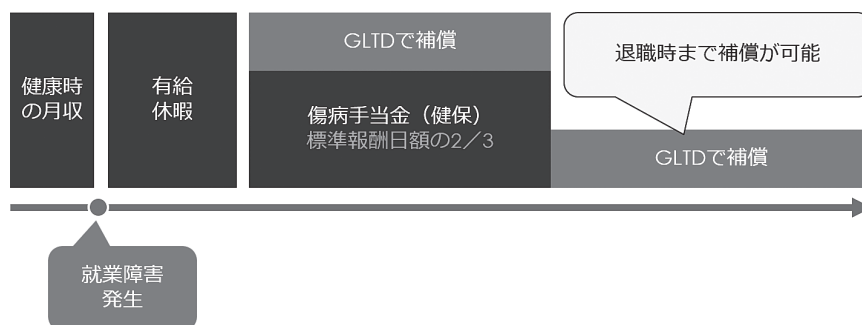 健康時
の月収
有給
休暇
GLTDで補償
傷病手当金（健保）
標準報酬日額の2／3
退職時まで補償が可能
GLTDで補償
就業障害
発生